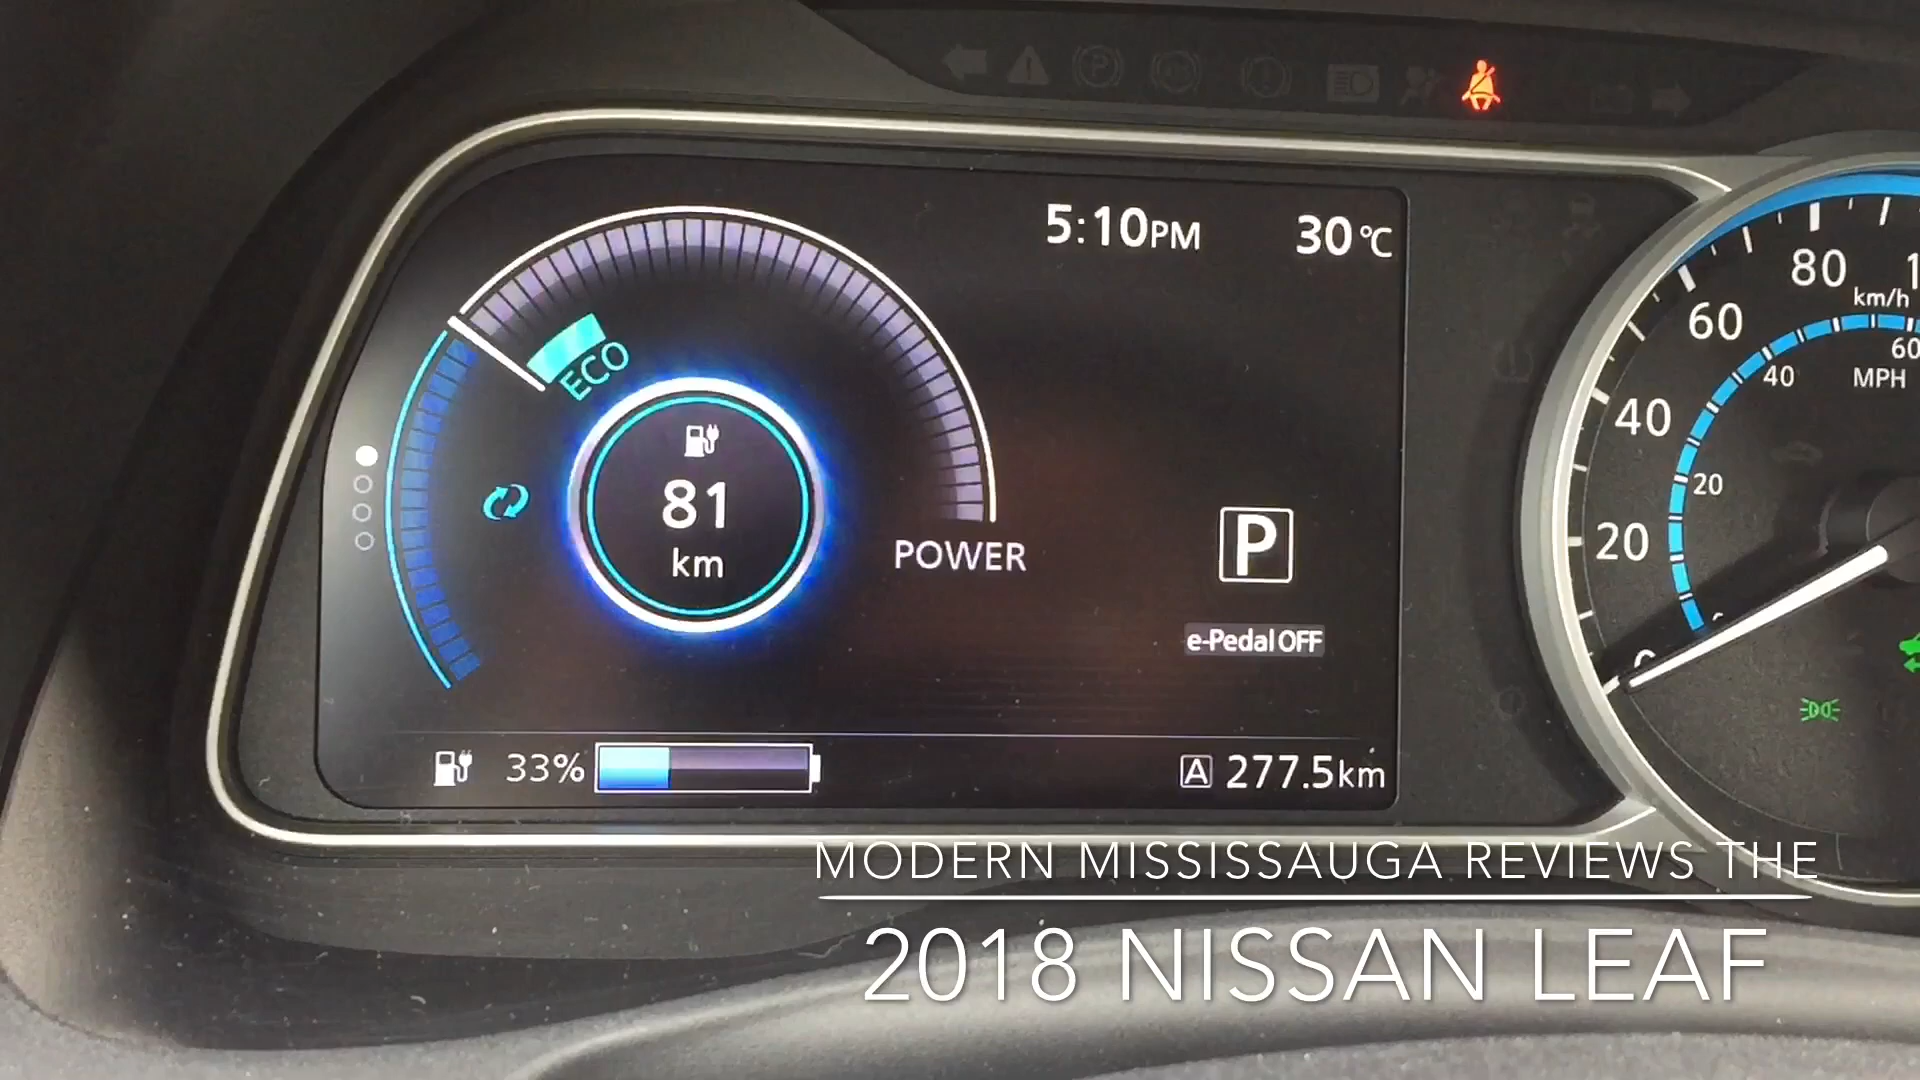 5:10PM 30°C
ECO
81
km
POWER
P
e-Pedal OFF
33%
A 277.5km
80
km/h
60
60
40
MPH
40
20
20
0
MODERN MISSISSAUGA REVIEWS THE
2018 NISSAN LEAF